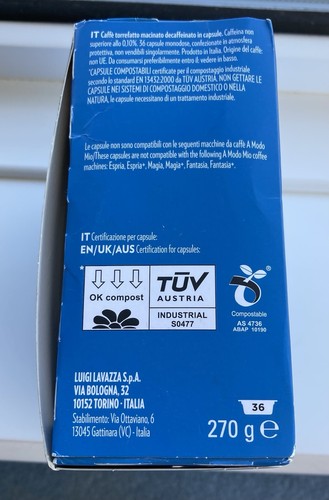 IT Caffè torrefatto macinato decaffeinato in capsule. Caffeina non
superiore allo 0,10%. 36 capsule monodose, confezionate in atmosfera
protettiva, non vendibili singolarmente. Prodotto in Italia. Origine del caffè:
non UE. Da consumarsi preferibilmente entro il: vedere in basso.
*CAPSULE COMPOSTABILI certificate per il compostaggio industriale
secondo lo standard EN 13432:2000 da TÜV AUSTRIA. NON GETTARE LE
CAPSULE NEI SISTEMI DI COMPOSTAGGIO DOMESTICO O NELLA
NATURA, le capsule necessitano di un trattamento industriale.
Le capsule non sono compatibili con le seguenti macchine da caffè A Modo
Mio/These capsules are not compatible with the following A Modo Mio coffee
machines: Espria, Espria+, Magia, Magia+, Fantasia, Fantasia+.
IT Certificazione per capsule:
EN/UK/AUS Certification for capsules:
*
OK compost
TÜV
AUSTRIA
INDUSTRIAL
S0477
Compostable
AS 4736
ABAP 10190
LUIGI LAVAZZA S.p.A.
VIA BOLOGNA, 32
10152 TORINO - ITALIA
Stabilimento: Via Ottaviano, 6
13045 Gattinara (VC) - Italia
36
270 g e